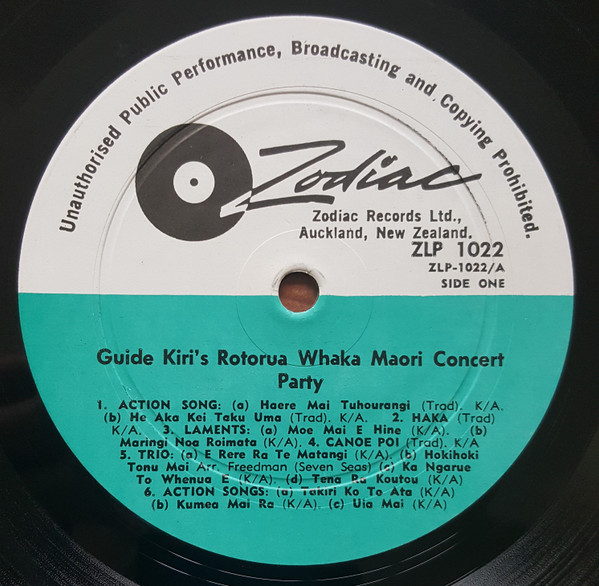 Unauthorised Public Performance, Broadcasting and Copying Prohibited.
Zodiac
Zodiac Records Ltd.,
Auckland, New Zealand.
ZLP 1022
ZLP-1022/A
SIDE ONE
Guide Kiri's Rotorua Whaka Maori Concert
Party
1. ACTION SONG: (a) Haere Mai Tuhourangi (Trad). K/A.
(b) He Aka Kei Taku Uma (Trad). K/A. 2. HAKA (Trad)
K/A. 3. LAMENTS: (a) Moe Mai E Hine (K/A). (b)
Maringi Noa Roimata (K/A). 4. CANOE POI (Trad). K/A
5. TRIO: (a) E Rere Ra Te Matangi (K/A). (b) Hokihoki
Tonu Mai Arr. Freedman (Seven Seas) (c) Ka Ngarue
To Whenua E (K/A). (d) Tena Ra Koutou (K/A)
6. ACTION SONGS: (a) Takiri Ko To Ata (K/A)
(b) Kumea Mai Ra (K/A). (c) Uia Mai (K/A)